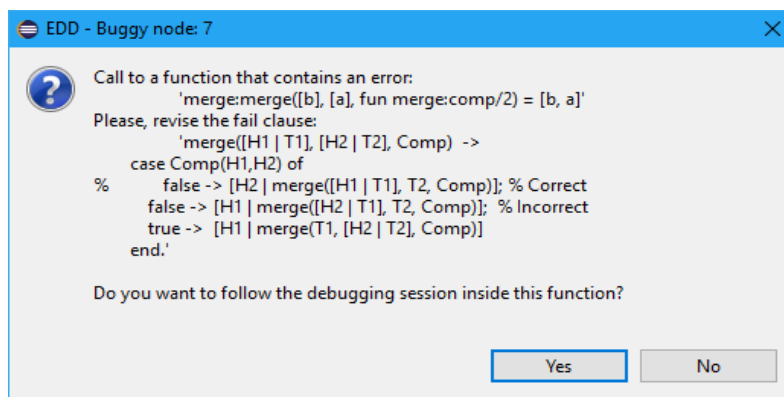 EDD - Buggy node: 7
Call to a function that contains an error:
'merge:merge([b], [a], fun merge:comp/2) = [b, a]'
Please, revise the fail clause:
'merge([H1 | T1], [H2 | T2], Comp) ->
case Comp(H1,H2) of
% false -> [H2 | merge([H1 | T1], T2, Comp)]; % Correct
false -> [H1 | merge([H2 | T1], T2, Comp)]; % Incorrect
true -> [H1 | merge(T1, [H2 | T2], Comp)]
end.'
Do you want to follow the debugging session inside this function?
Yes No